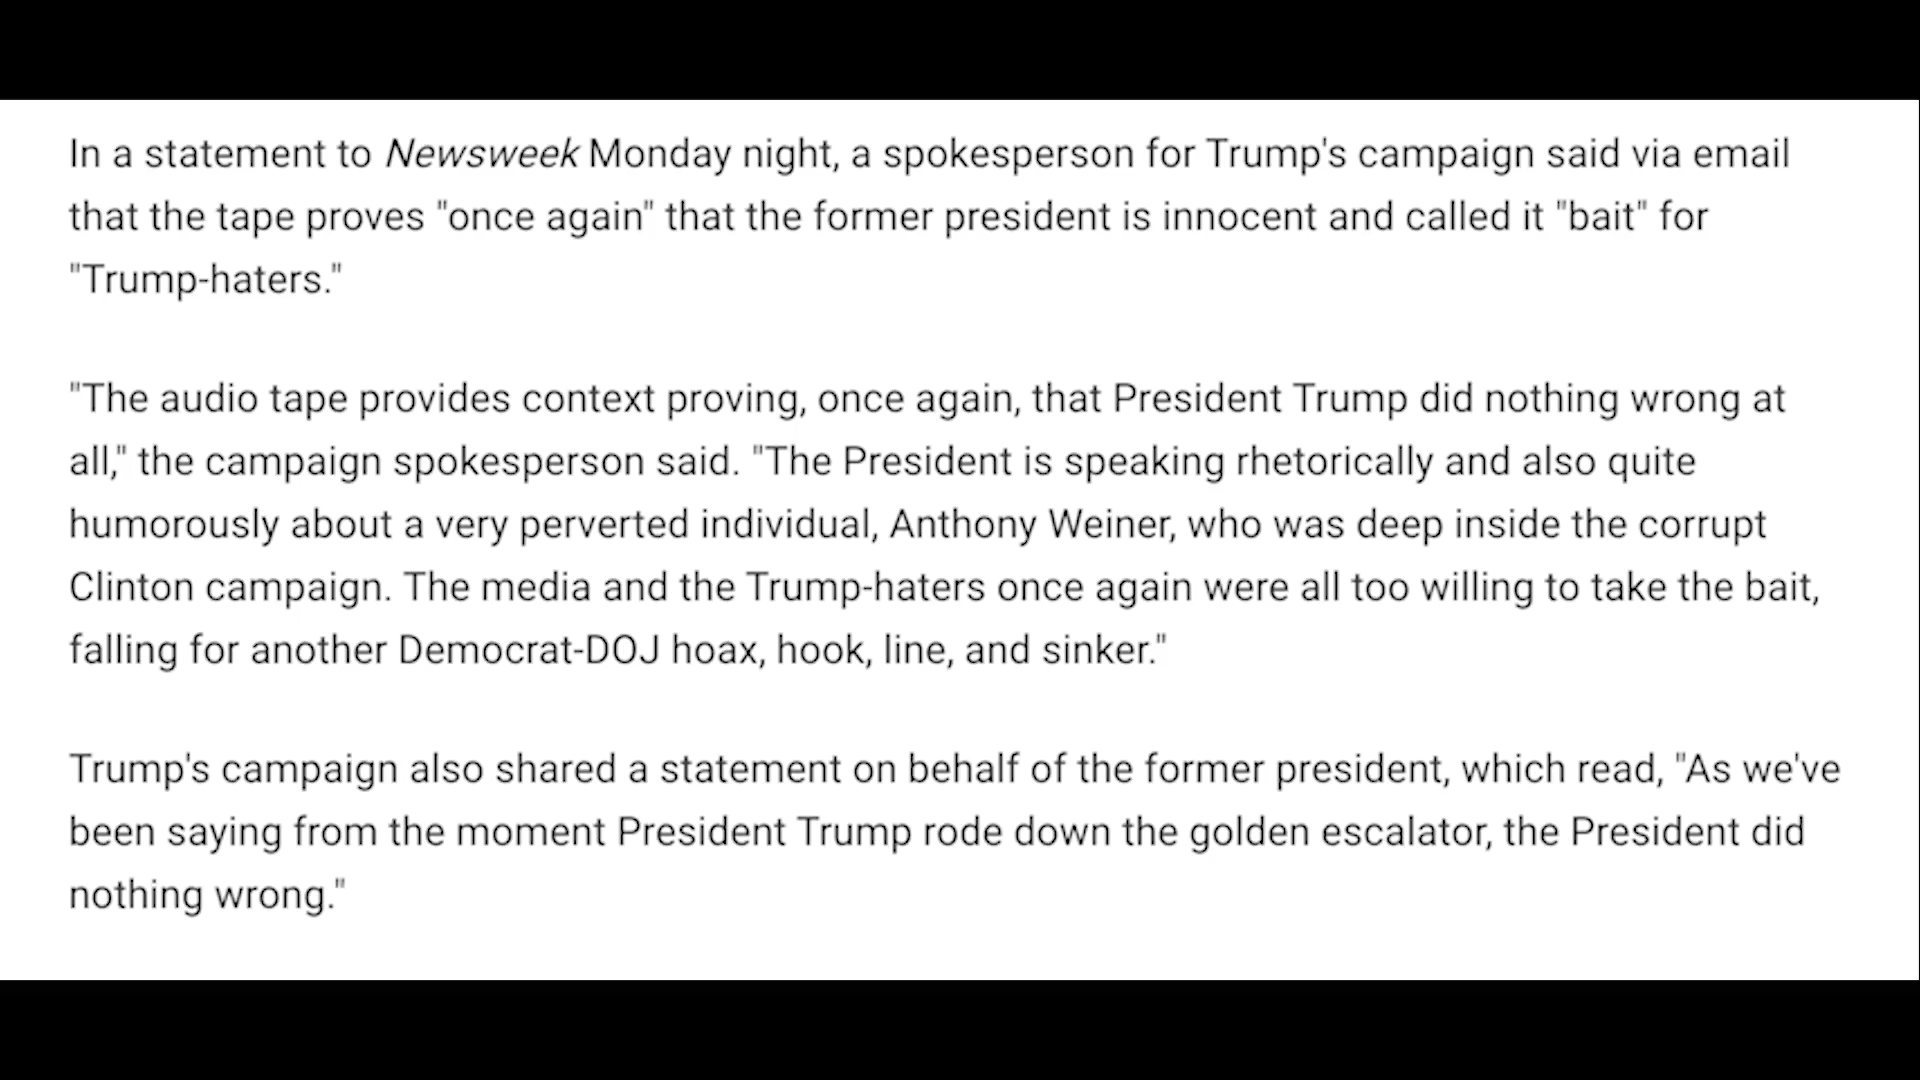 In a statement to Newsweek Monday night, a spokesperson for Trump's campaign said via email
that the tape proves "once again" that the former president is innocent and called it "bait" for
"Trump-haters."
"The audio tape provides context proving, once again, that President Trump did nothing wrong at
all," the campaign spokesperson said. "The President is speaking rhetorically and also quite
humorously about a very perverted individual, Anthony Weiner, who was deep inside the corrupt
Clinton campaign. The media and the Trump-haters once again were all too willing to take the bait,
falling for another Democrat-DOJ hoax, hook, line, and sinker."
Trump's campaign also shared a statement on behalf of the former president, which read, "As we've
been saying from the moment President Trump rode down the golden escalator, the President did
nothing wrong."